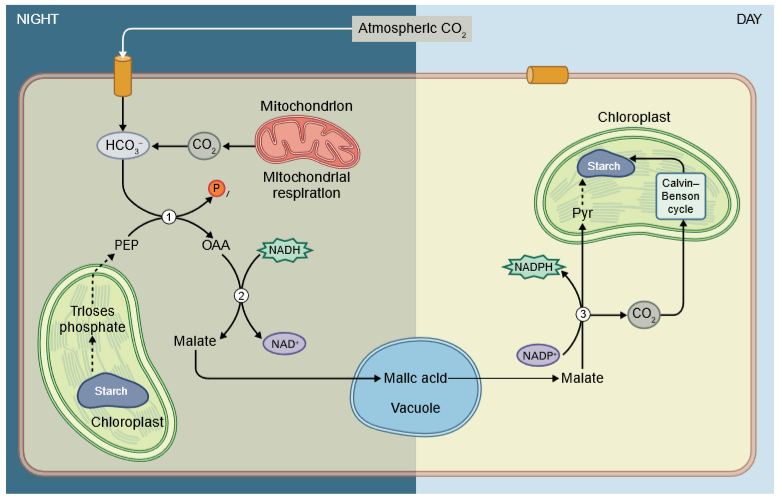 NIGHT
DAY
Atmospheric CO₂
HCO₃⁻
CO₂
Mitochondrion
Mitochondrial
respiration
P
i
1
PEP
OAA
NADH
2
Trioses
phosphate
Malate
NAD⁺
Starch
Chloroplast
Malic acid
Vacuole
Chloroplast
Starch
Calvin–
Benson
cycle
Pyr
NADPH
3
CO₂
NADP⁺
Malate